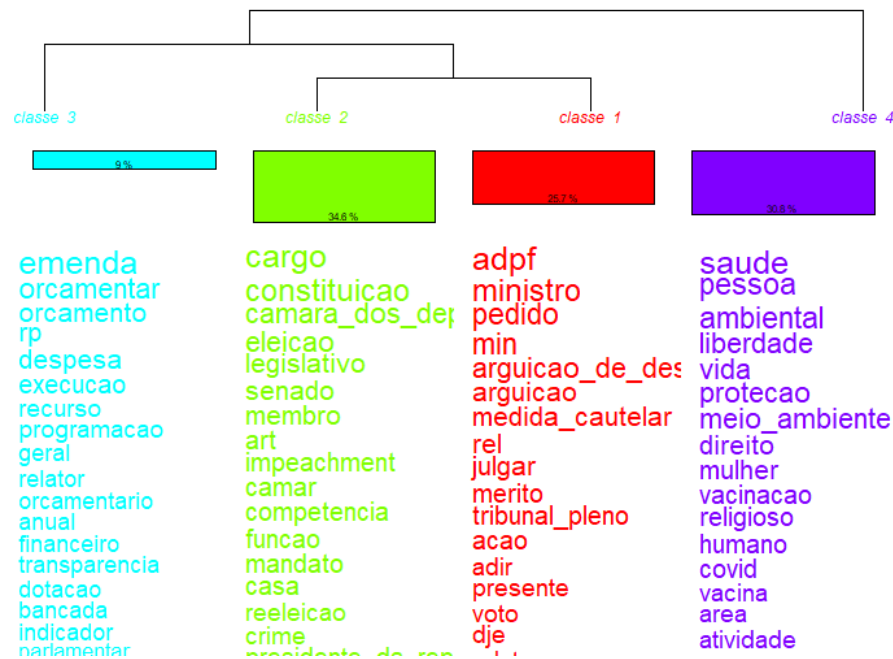 classe 3
classe 2
classe 1
classe 4
9 %
34.6 %
25.7 %
30.6 %
emenda
orcamentar
orcamento
rp
despesa
execucao
recurso
programacao
geral
relator
orcamentario
anual
financeiro
transparencia
dotacao
bancada
indicador
parlamentar
cargo
constituicao
camara_dos_dep
eleicao
legislativo
senado
membro
art
impeachment
camar
competencia
funcao
mandato
casa
reeleicao
crime
adpf
ministro
pedido
min
arguicao_de_des
arguicao
medida_cautelar
rel
julgar
merito
tribunal_pleno
acao
adir
presente
voto
dje
saude
pessoa
ambiental
liberdade
vida
protecao
meio_ambiente
direito
mulher
vacinacao
religioso
humano
covid
vacina
area
atividade